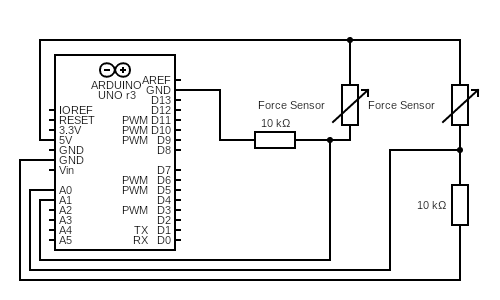 ARDUINO
UNO r3
AREF
GND
D13
IOREF D12
RESET PWM D11
3.3V PWM D10
5V PWM D9
GND D8
GND
Vin D7
PWM D6
A0 PWM D5
A1 D4
A2 PWM D3
A3 D2
A4 TX D1
A5 RX D0
Force Sensor
10 kΩ
Force Sensor
10 kΩ